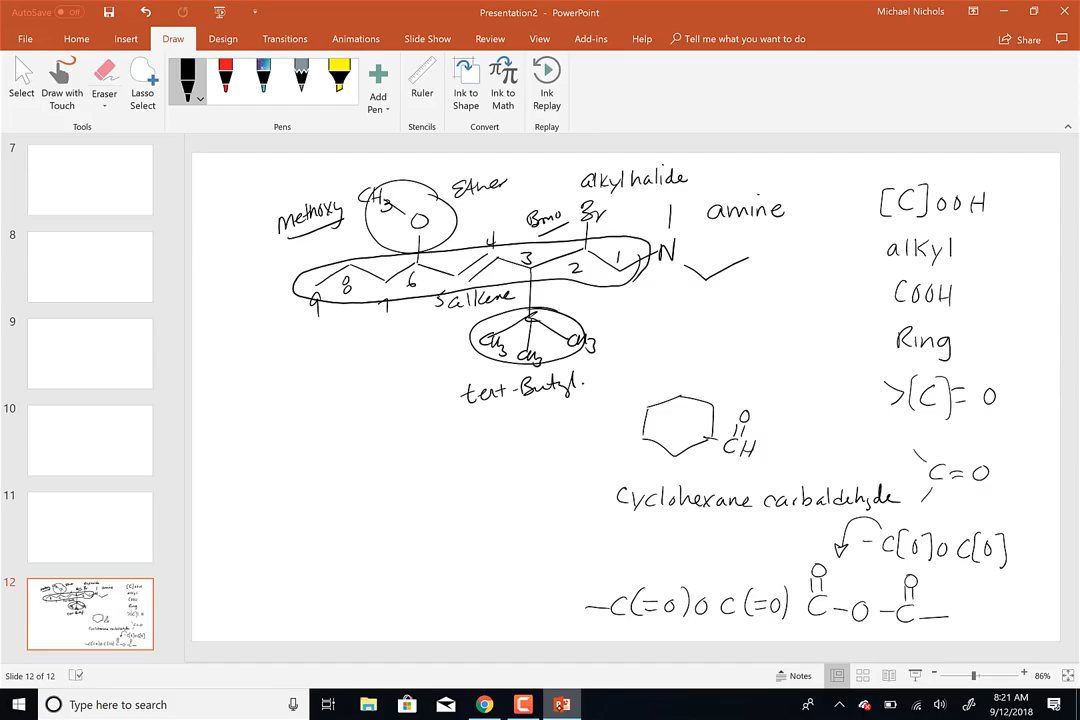 AutoSave Off
Presentation2 - PowerPoint
Michael Nichols
File Home Insert Draw Design Transitions Animations Slide Show Review View Add-ins Help Tell me what you want to do
Share
Select
Draw with Touch
Eraser
Lasso Select
Add Pen
Ruler
Ink to Shape
Ink to Math
Ink Replay
Tools
Pens
Stencils
Convert
Replay
7
8
9
10
11
12
Methoxy
CH3
O
Ether
Bmo
alkylhalide
Br
N
amine
9 8 7 6 5 4 3 2 1
alkene
C
CH3 CH3 CH3
tert-Butyl.
O
CH
Cyclohexane carbaldehyde
[C]OOH
alkyl
COOH
Ring
>[C]=O
C=O
-C[O]OC[O]
-C(=O)OC(=O)
O O
C-O-C-
Slide 12 of 12
Notes
86%
Type here to search
8:21 AM
9/12/2018